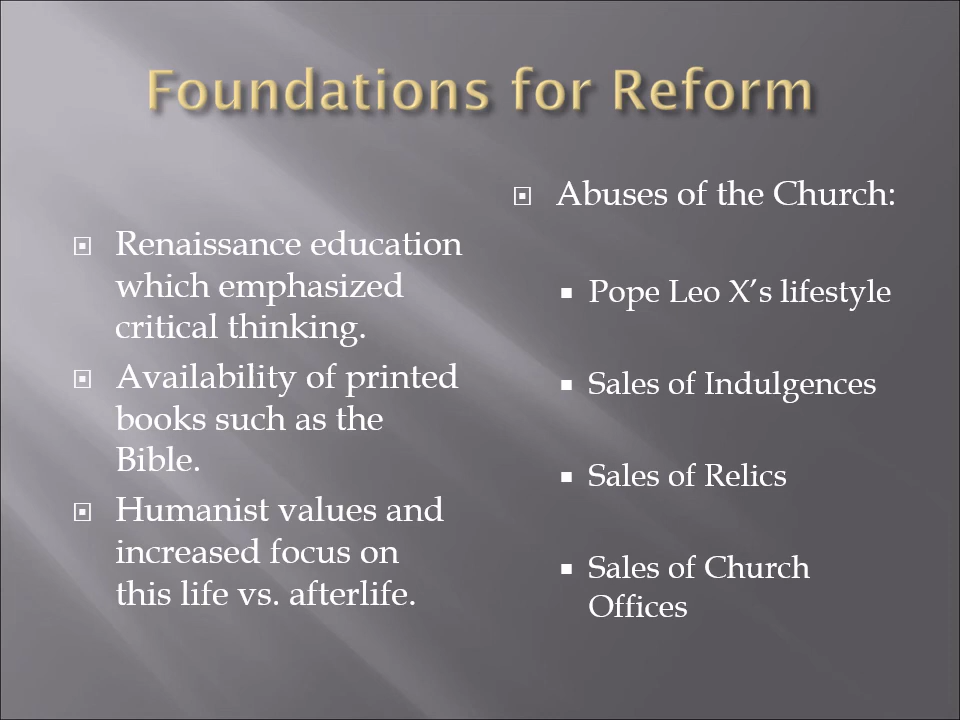 Foundations for Reform
Renaissance education
which emphasized
critical thinking.
Availability of printed
books such as the
Bible.
Humanist values and
increased focus on
this life vs. afterlife.
Abuses of the Church:
Pope Leo X’s lifestyle
Sales of Indulgences
Sales of Relics
Sales of Church
Offices